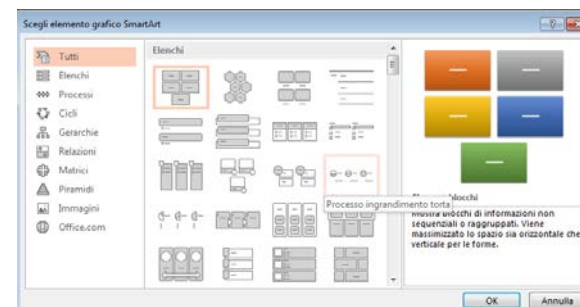 Scegli elemento grafico SmartArt
Tutti
Elenchi
Processi
Cicli
Gerarchie
Relazioni
Matrici
Piramidi
Immagini
Office.com
Elenchi
Processo ingrandimento torta
blocchi
Mostra blocchi di informazioni non
sequenziali o raggruppati. Viene
massimizzato lo spazio sia orizzontale che
verticale per le forme.
OK
Annulla